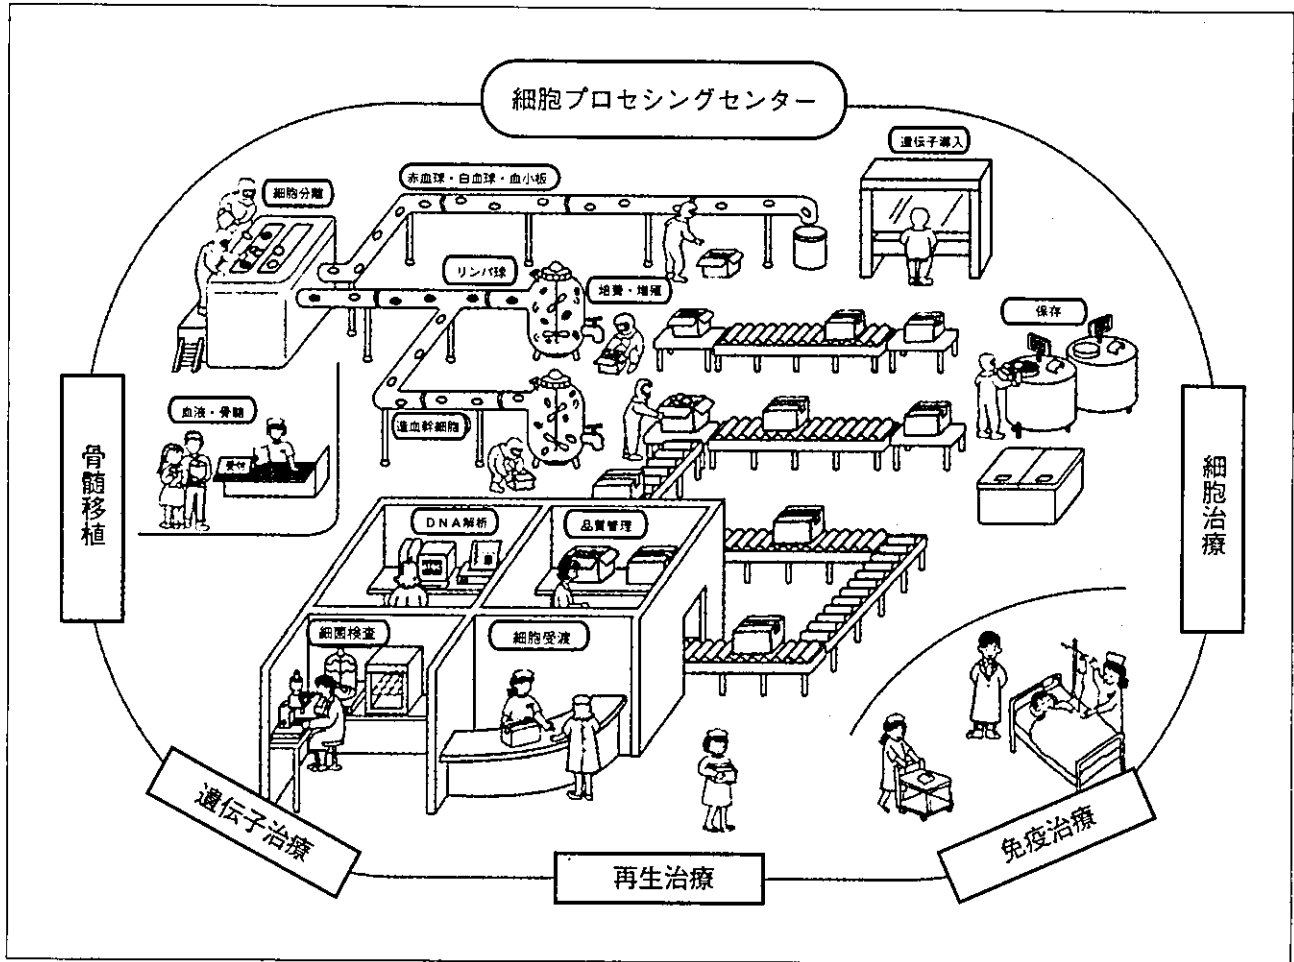 細胞プロセシングセンター
遺伝子導入
細胞分離
赤血球・白血球・血小板
リンパ球
培養・増殖
保存
血液・骨髄
受付
造血幹細胞
骨髄移植
細胞治療
DNA解析
品質管理
細菌検査
細胞受渡
遺伝子治療
再生治療
免疫治療